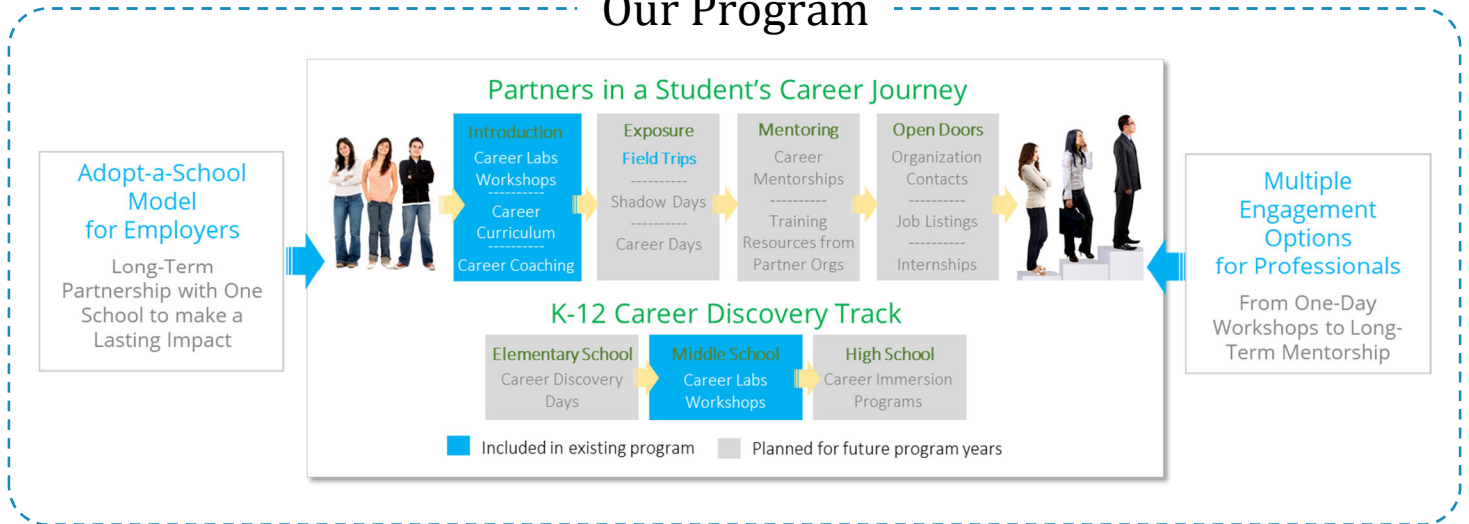 Our Program
Adopt-a-School
Model
for Employers
Long-Term
Partnership with One
School to make a
Lasting Impact
Partners in a Student's Career Journey
Introduction
Career Labs
Workshops
----------
Career
Curriculum
----------
Career Coaching
Exposure
Field Trips
----------
Shadow Days
----------
Career Days
Mentoring
Career
Mentorships
----------
Training
Resources from
Partner Orgs
Open Doors
Organization
Contacts
----------
Job Listings
----------
Internships
K-12 Career Discovery Track
Elementary School
Career Discovery
Days
Middle School
Career Labs
Workshops
High School
Career Immersion
Programs
Included in existing program
Planned for future program years
Multiple
Engagement
Options
for Professionals
From One-Day
Workshops to Long-
Term Mentorship